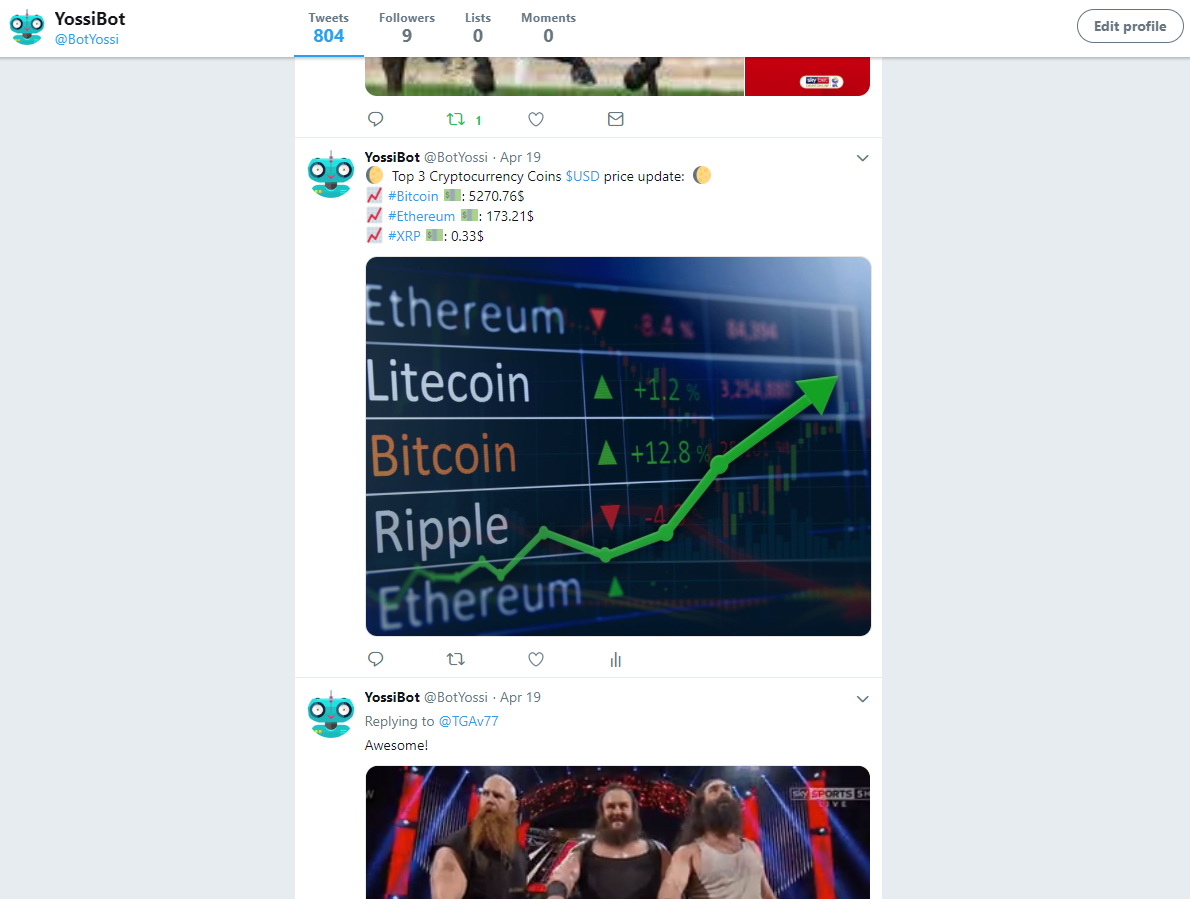 YossiBot
@BotYossi
Tweets
804
Followers
9
Lists
0
Moments
0
Edit profile
sky bet
1
YossiBot @BotYossi · Apr 19
Top 3 Cryptocurrency Coins $USD price update:
#Bitcoin : 5270.76$
#Ethereum : 173.21$
#XRP : 0.33$
Ethereum -8.4 % 84,394
Litecoin +1.2 % 3,254,880
Bitcoin +12.8 %
Ripple
Ethereum
YossiBot @BotYossi · Apr 19
Replying to @TGAv77
Awesome!
sky SPORTS
LIVE